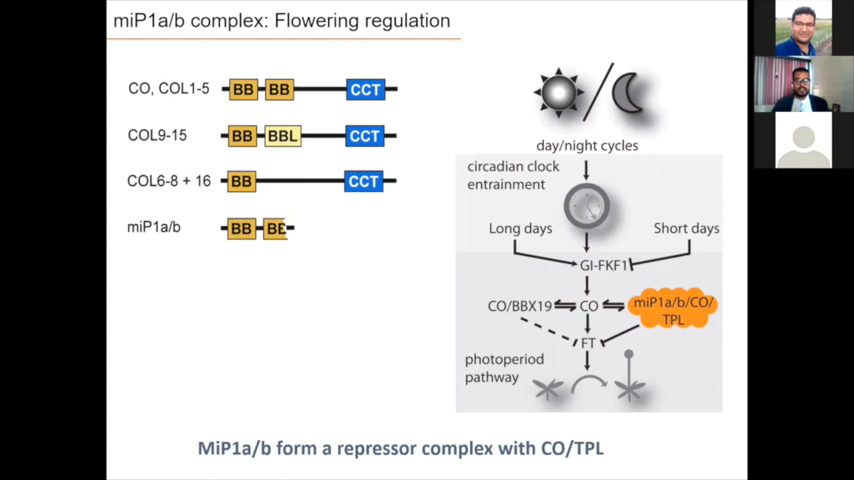 miP1a/b complex: Flowering regulation
CO, COL1-5
BB
BB
CCT
COL9-15
BB
BBL
CCT
COL6-8 + 16
BB
CCT
miP1a/b
BB
day/night cycles
circadian clock
entrainment
Long days
Short days
GI-FKF1
CO/BBX19
CO
miP1a/b/CO/
TPL
FT
photoperiod
pathway
MiP1a/b form a repressor complex with CO/TPL